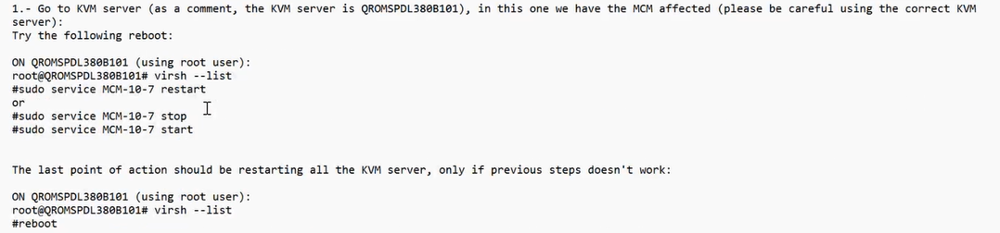 1.- Go to KVM server (as a comment, the KVM server is QROMSPDL380B101), in this one we have the MCM affected (please be careful using the correct KVM
server):
Try the following reboot:
ON QROMSPDL380B101 (using root user):
root@QROMSPDL380B101# virsh --list
#sudo service MCM-10-7 restart
or
#sudo service MCM-10-7 stop
#sudo service MCM-10-7 start
The last point of action should be restarting all the KVM server, only if previous steps doesn't work:
ON QROMSPDL380B101 (using root user):
root@QROMSPDL380B101# virsh --list
#reboot